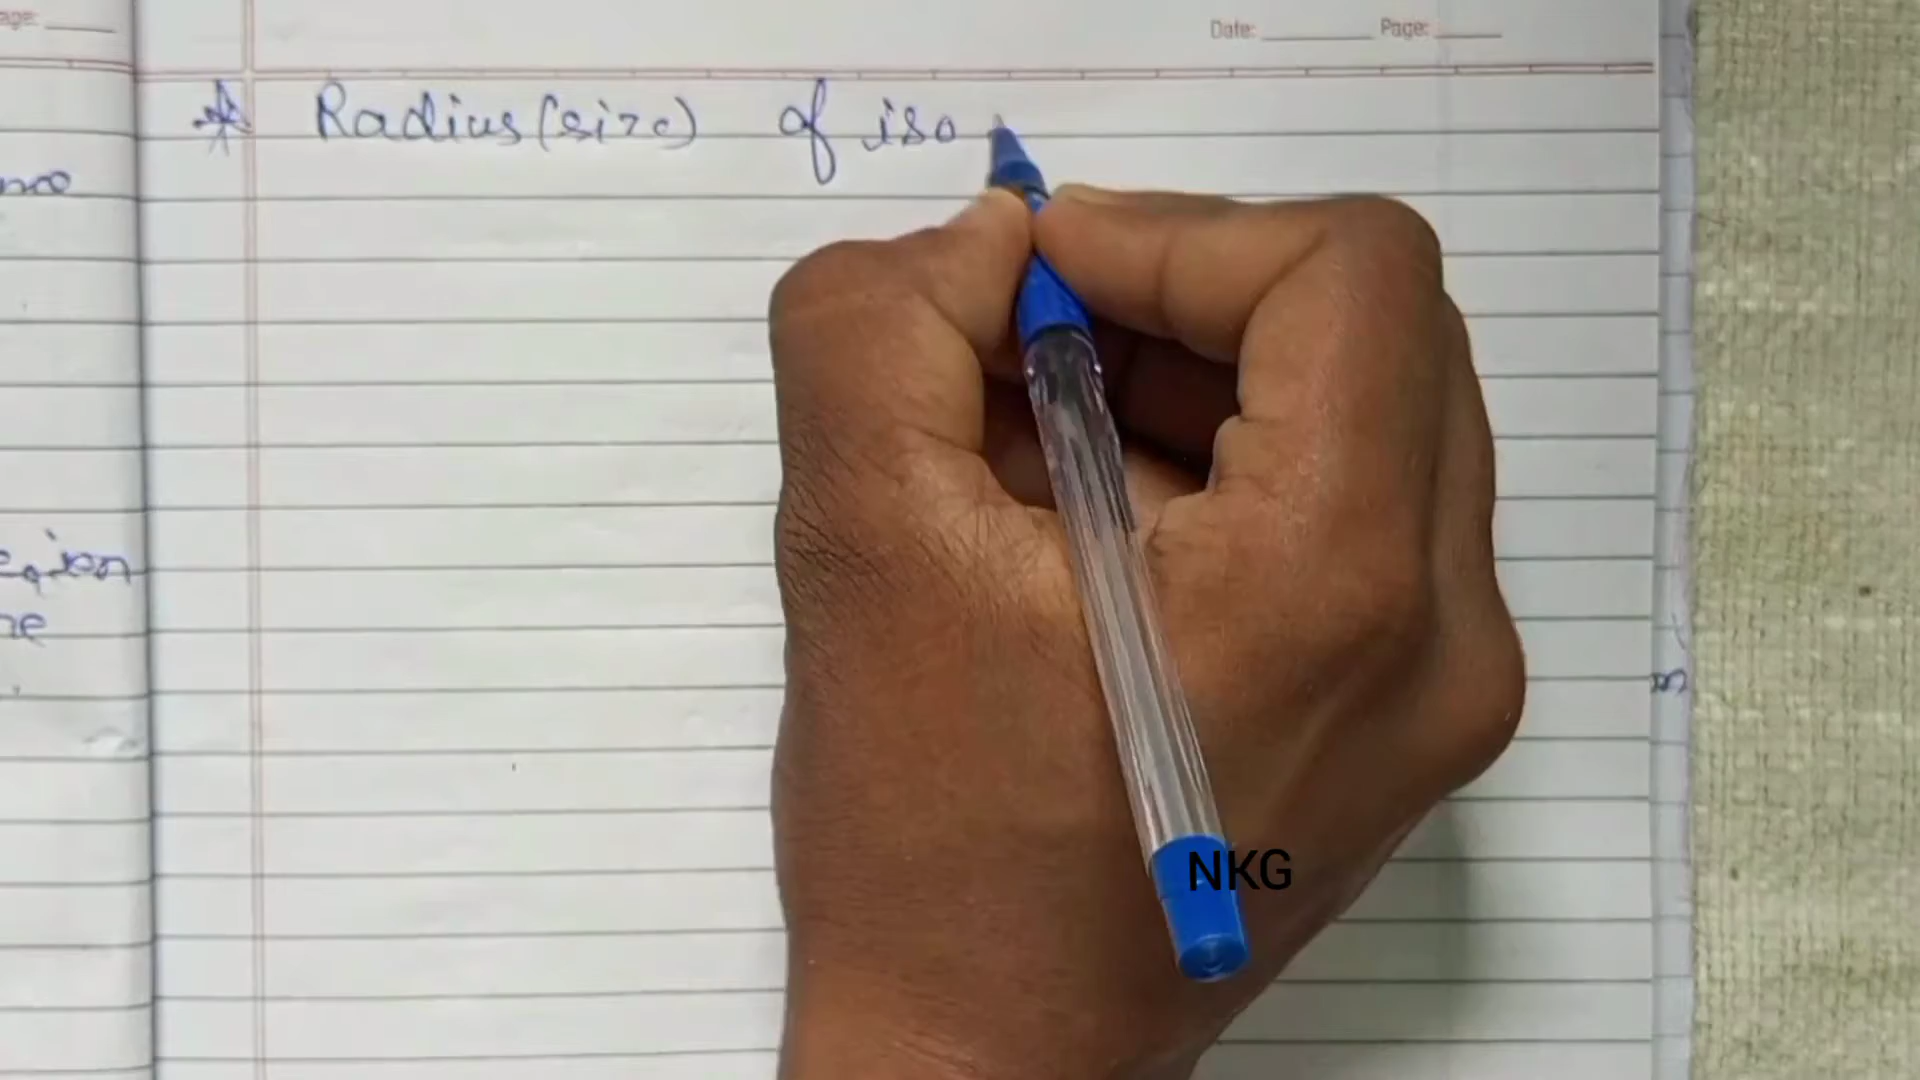 Date: Page:
* Radius (size) of iso
NKG